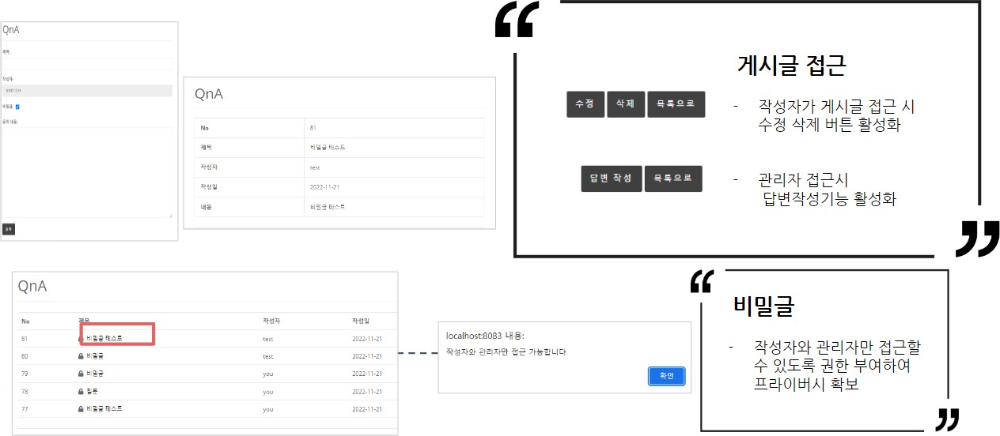 QnA
제목:
작성자:
비밀글:
문의 내용:
등록
QnA
No 81
제목 비밀글 테스트
작성자 test
작성일 2022-11-21
내용 비밀글 테스트
수정 삭제 목록으로
답변 작성 목록으로
게시글 접근
- 작성자가 게시글 접근 시
수정 삭제 버튼 활성화
- 관리자 접근시
답변작성기능 활성화
QnA
No 제목 작성자 작성일
81 비밀글 테스트 test 2022-11-21
80 비밀글 test 2022-11-21
79 비밀글 you 2022-11-21
78 질문 you 2022-11-21
77 비밀글 테스트 you 2022-11-21
localhost:8083 내용:
작성자와 관리자만 접근 가능합니다.
확인
비밀글
- 작성자와 관리자만 접근할
수 있도록 권한 부여하여
프라이버시 확보